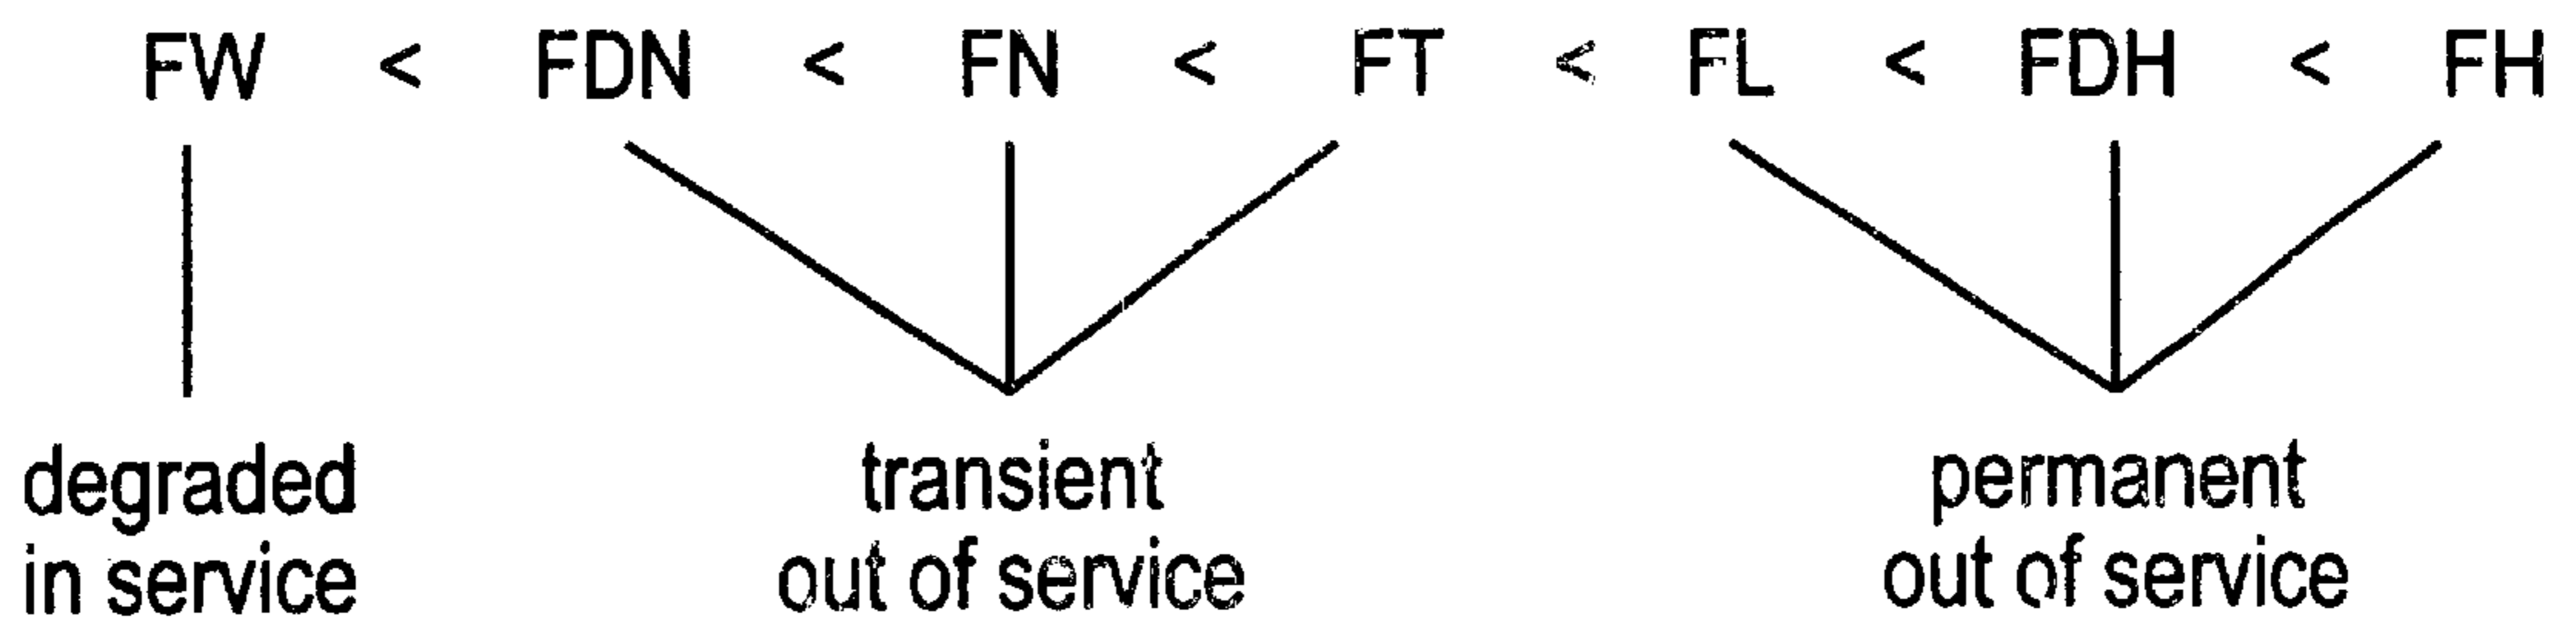 FW < FDN < FN < FT < FL < FDH < FH
degraded transient permanent
in service out of service out of service